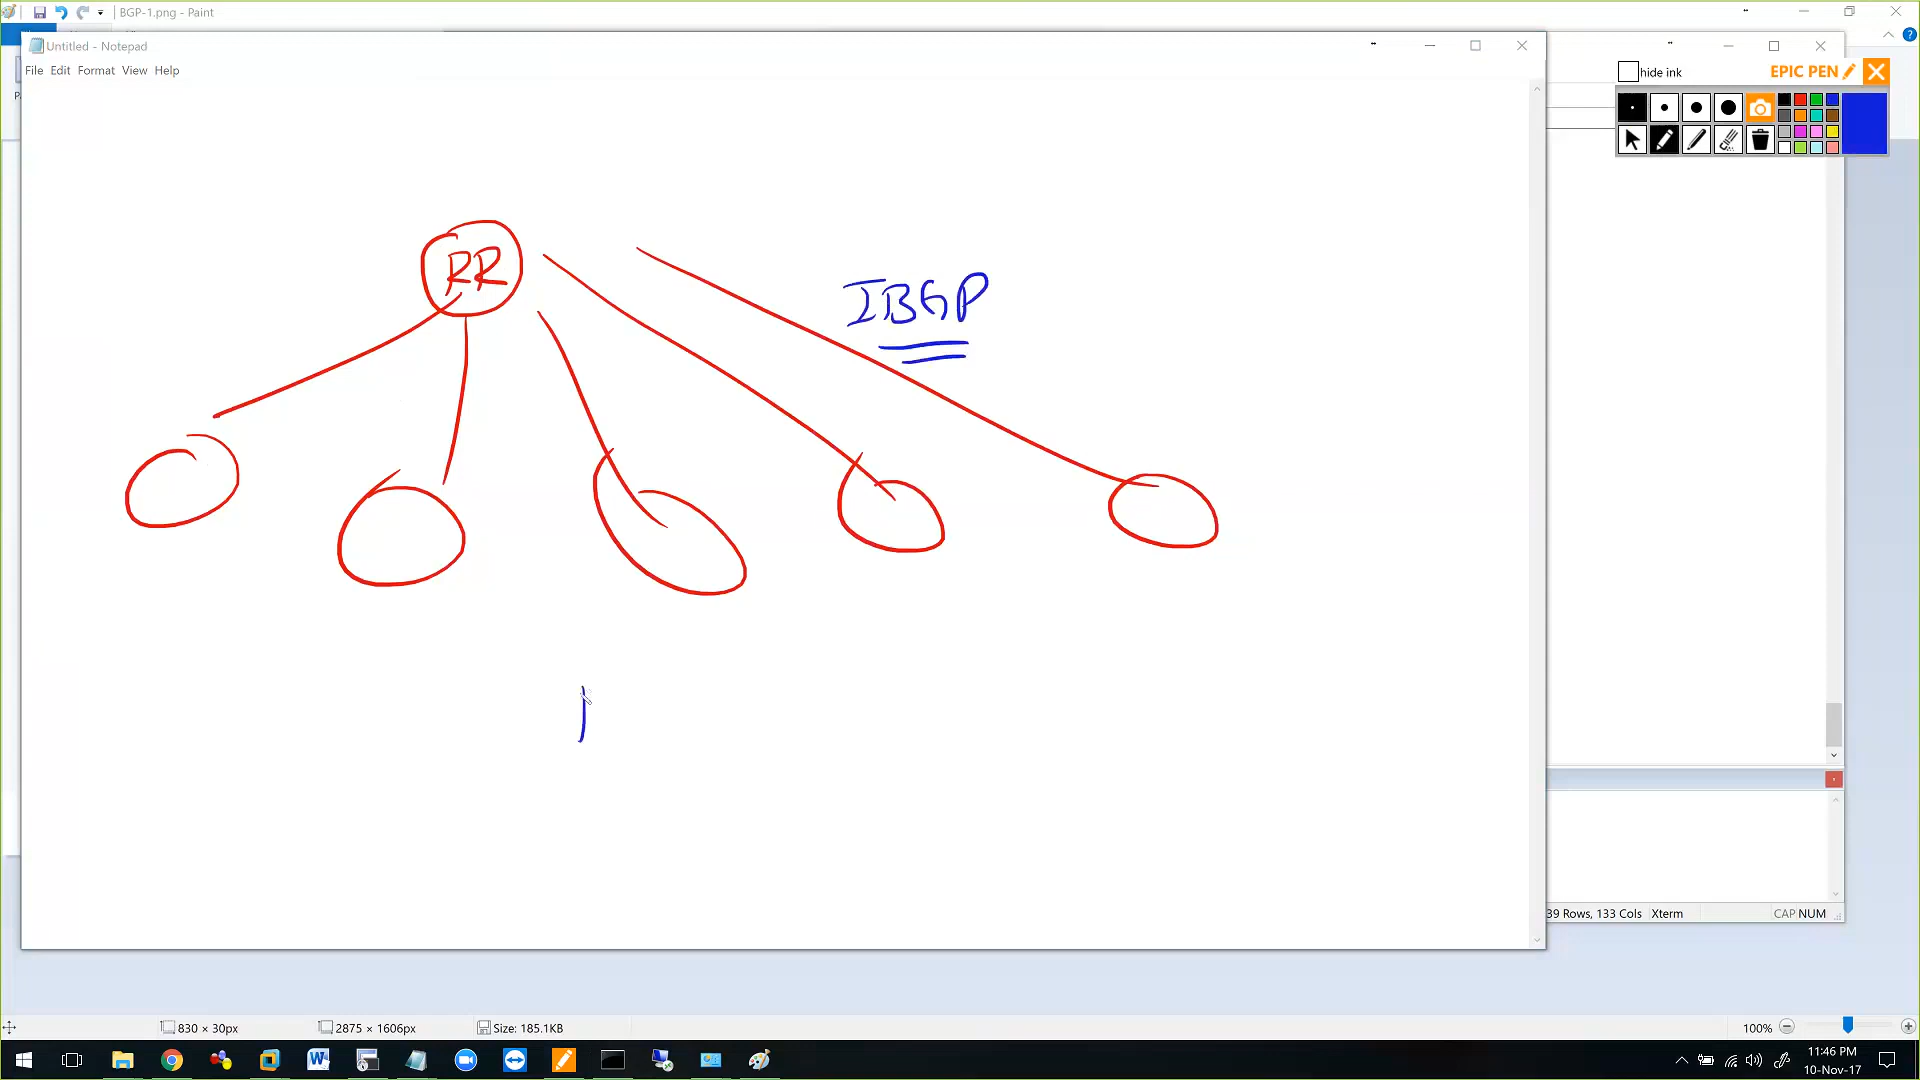 BGP-1.png - Paint
Untitled - Notepad
File Edit Format View Help
hide ink
EPIC PEN
RR
IBGP
39 Rows, 133 Cols Xterm CAP NUM
830 × 30px 2875 × 1606px Size: 185.1KB 100%
11:46 PM
10-Nov-17